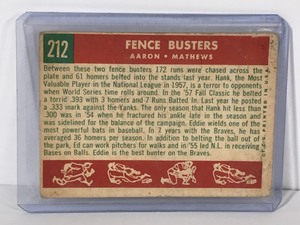 212
FENCE BUSTERS
AARON • MATHEWS
Between these two fence busters 172 runs were chased across the
plate and 61 homers belted into the stands last year. Hank, the Most
Valuable Player in the National League in 1957, is a terror to opponents
when World Series time rolls around. In the '57 Fall Classic he belted
a torrid .393 with 3 homers and 7 Runs Batted In. Last year he posted
a .333 mark against the Yanks. The only season that Hank hit less than
.300 was in '54 when he fractured his ankle late in the season and was
sidelined for the balance of the campaign. Eddie wields one of the
most powerful bats in baseball. In 7 years with the Braves, he has
averaged 36 homers per season. In addition to being hefty with the bat
at the plate, Ed can work pitchers for walks and in '55 led N.L. in receiving
Bases on Balls. Eddie is the best bunter on the Braves.